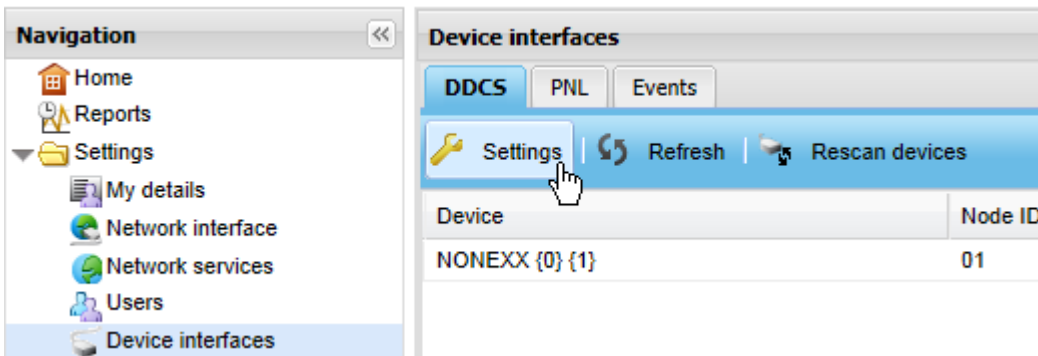 Navigation
Home
Reports
Settings
My details
Network interface
Network services
Users
Device interfaces
Device interfaces
DDCS PNL Events
Settings Refresh Rescan devices
Device Node ID
NONEXX {0} {1} 01